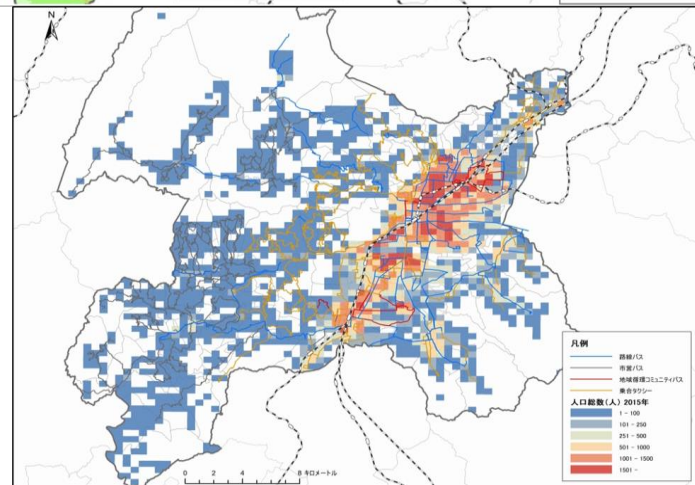 N
凡例
路線バス
市営バス
地域循環コミュニティバス
乗合タクシー
人口総数(人) 2015年
1 - 100
101 - 250
251 - 500
501 - 1000
1001 - 1500
1501 -
0 2 4 8 キロメートル